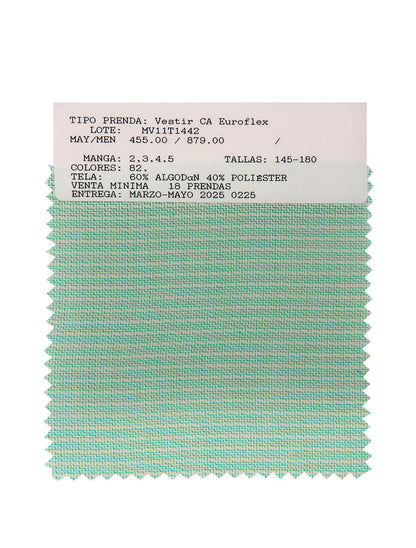 TIPO PRENDA: Vestir CA Euroflex
LOTE: MV11T1442
MAY/MEN 455.00 / 879.00 /
MANGA: 2.3,4.5 TALLAS: 145-180
COLORES: 82,
TELA: 60% ALGODαN 40% POLIÉSTER
VENTA MINIMA 18 PRENDAS
ENTREGA: MARZO-MAYO 2025 0225